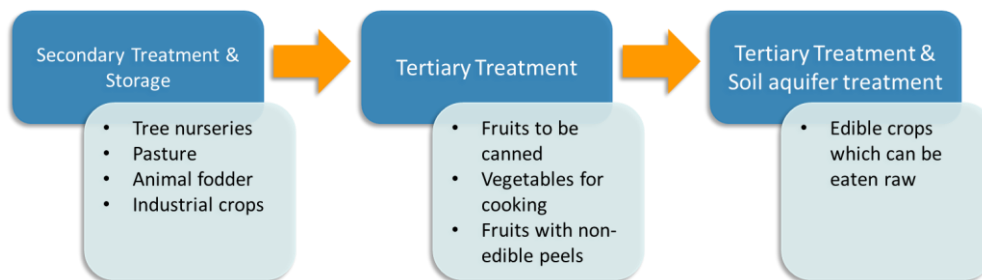 Secondary Treatment &
Storage
• Tree nurseries
• Pasture
• Animal fodder
• Industrial crops
Tertiary Treatment
• Fruits to be
canned
• Vegetables for
cooking
• Fruits with non-
edible peels
Tertiary Treatment &
Soil aquifer treatment
• Edible crops
which can be
eaten raw